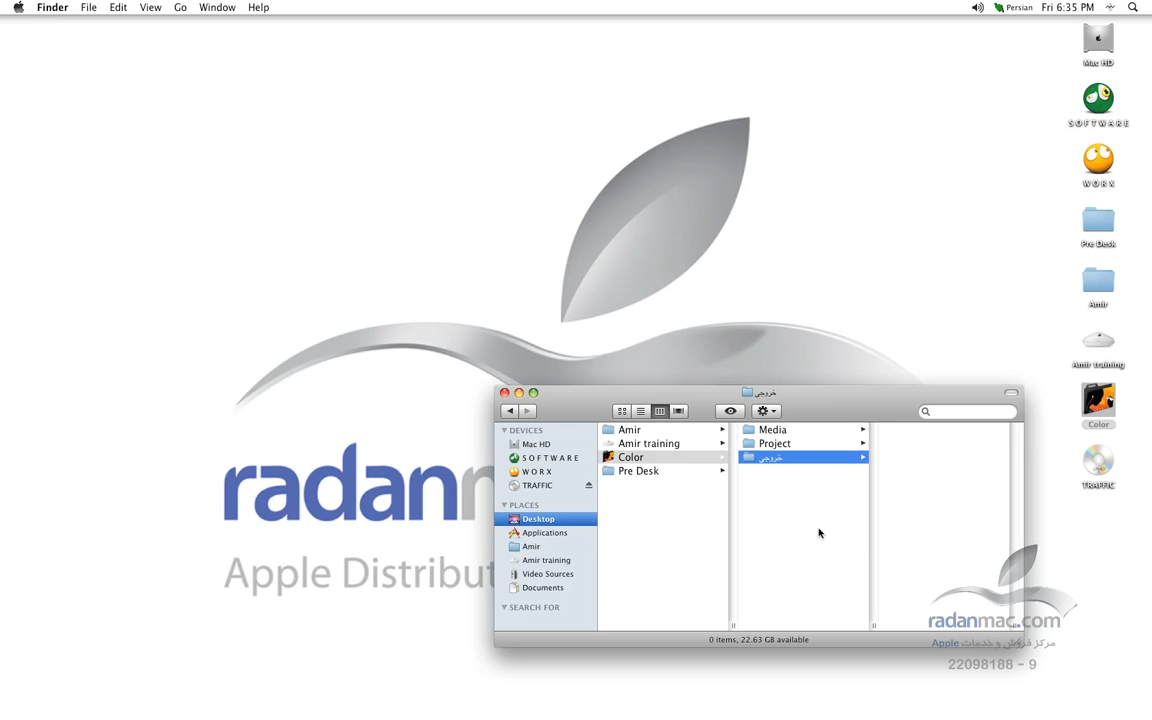 Finder File Edit View Go Window Help
Persian Fri 6:35 PM
Mac HD
SOFTWARE
WORX
Pre Desk
Amir
Amir training
Color
TRAFFIC
radann
Apple Distribut
خروجی
DEVICES
Mac HD
SOFTWARE
WORX
TRAFFIC
PLACES
Desktop
Applications
Amir
Amir training
Video Sources
Documents
SEARCH FOR
Amir
Amir training
Color
Pre Desk
Media
Project
خروجی
0 items, 22.63 GB available
radanmac.com
مرکز فروش و خدمات Apple
22098188 - 9